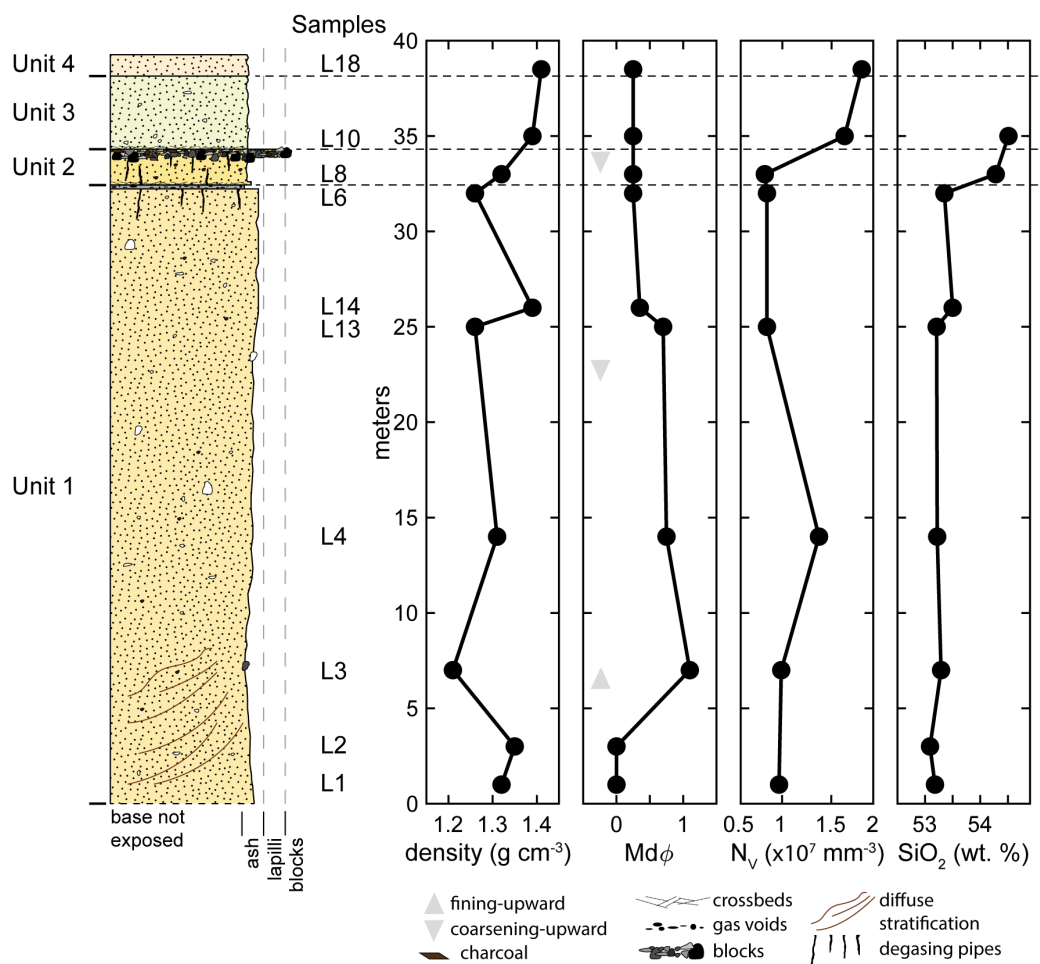 Samples
Unit 4
Unit 3
Unit 2
Unit 1
L18
L10
L8
L6
L14
L13
L4
L3
L2
L1
base not
exposed
ash
lapilli
blocks
meters
40
35
30
25
20
15
10
5
0
1.2 1.3 1.4
density (g cm⁻³)
0 1
Mdϕ
0.5 1 1.5 2
N_V (x10⁷ mm⁻³)
53 54
SiO₂ (wt. %)
fining-upward
coarsening-upward
charcoal
crossbeds
gas voids
blocks
diffuse
stratification
degasing pipes